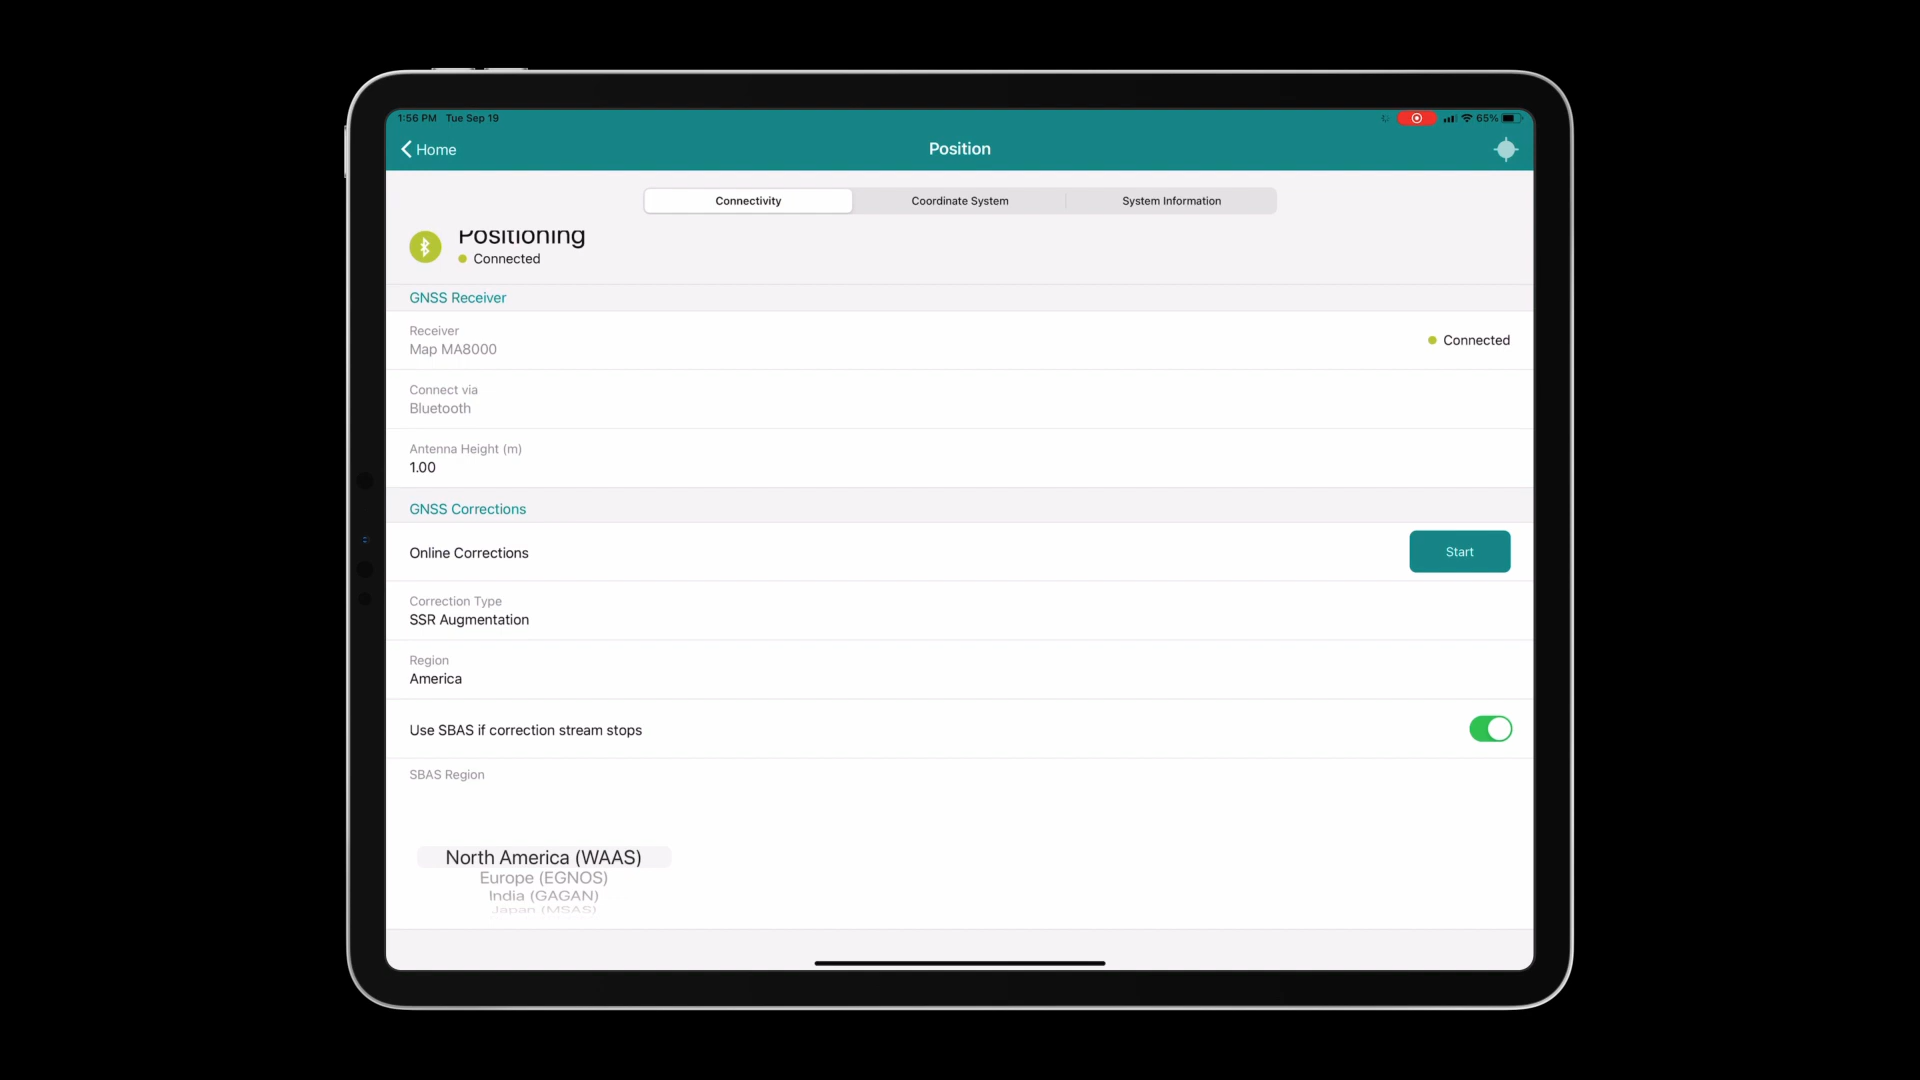 1:56 PM Tue Sep 19
65%
Home
Position
Connectivity
Coordinate System
System Information
Positioning
Connected
GNSS Receiver
Receiver
Map MA8000
Connected
Connect via
Bluetooth
Antenna Height (m)
1.00
GNSS Corrections
Online Corrections
Start
Correction Type
SSR Augmentation
Region
America
Use SBAS if correction stream stops
SBAS Region
North America (WAAS)
Europe (EGNOS)
India (GAGAN)
Japan (MSAS)